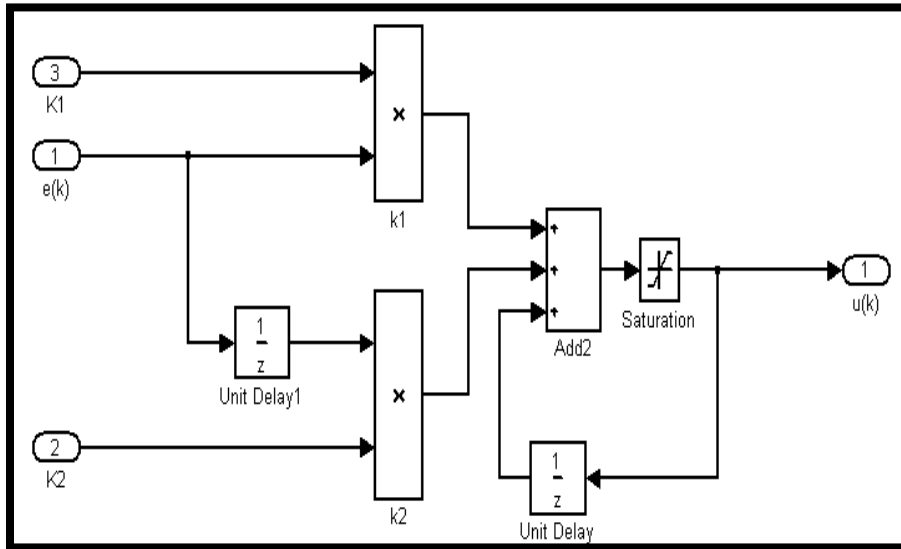 3
K1
1
e(k)
×
k1
1
z
Unit Delay1
2
K2
×
k2
+
+
+
Add2
Saturation
1
u(k)
1
z
Unit Delay